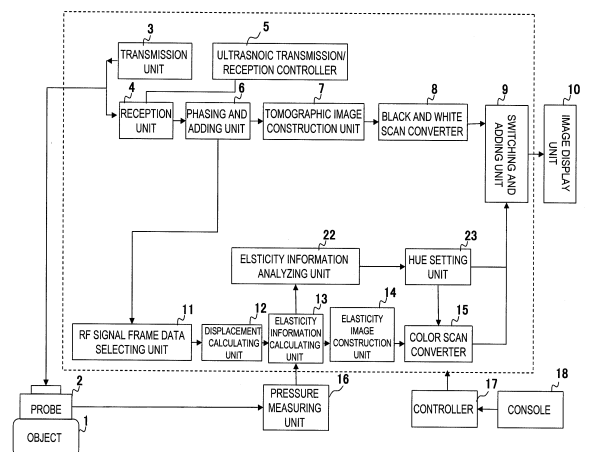 3
TRANSMISSION
UNIT
5
ULTRASNOIC TRANSMISSION/
RECEPTION CONTROLLER
4
RECEPTION
UNIT
6
PHASING AND
ADDING UNIT
7
TOMOGRAPHIC IMAGE
CONSTRUCTION UNIT
8
BLACK AND WHITE
SCAN CONVERTER
9
SWITCHING AND
ADDING UNIT
10
IMAGE DISPLAY
UNIT
22
ELSTICITY INFORMATION
ANALYZING UNIT
23
HUE SETTING
UNIT
11
RF SIGNAL FRAME DATA
SELECTING UNIT
12
DISPLACEMENT
CALCULATING
UNIT
13
ELASTICITY
INFORMATION
CALCULATING
UNIT
14
ELASTICITY
IMAGE
CONSTRUCTION
UNIT
15
COLOR SCAN
CONVERTER
2
PROBE
1
OBJECT
16
PRESSURE
MEASURING
UNIT
17
CONTROLLER
18
CONSOLE